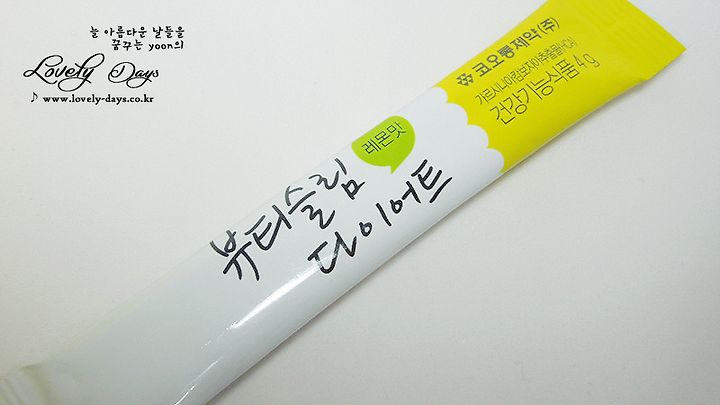 늘 아름다운 날들을
꿈꾸는 yoon의
Lovely Days
♪ www.lovely-days.co.kr
코오롱제약(주)
가르시니아캄보지아추출물(HCA)
건강기능식품 4g
레몬맛
뷰티슬림
다이어트